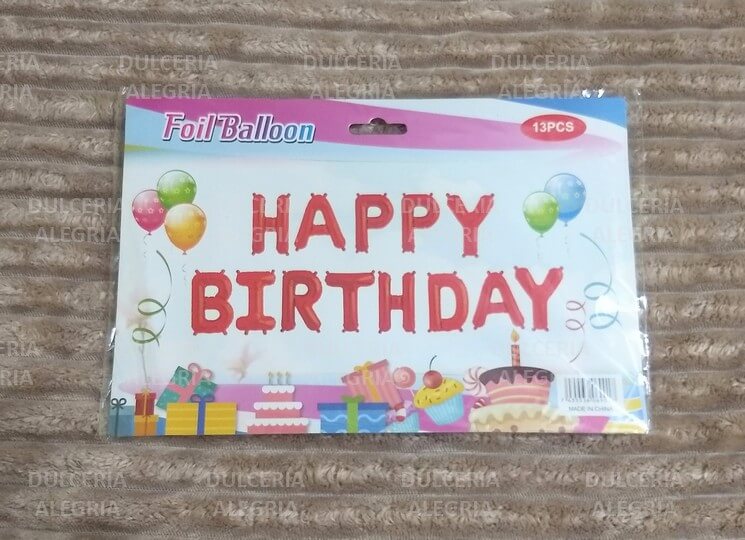 Foil Balloon
13PCS
HAPPY
BIRTHDAY
MADE IN CHINA
DULCERIA
ALEGRIA